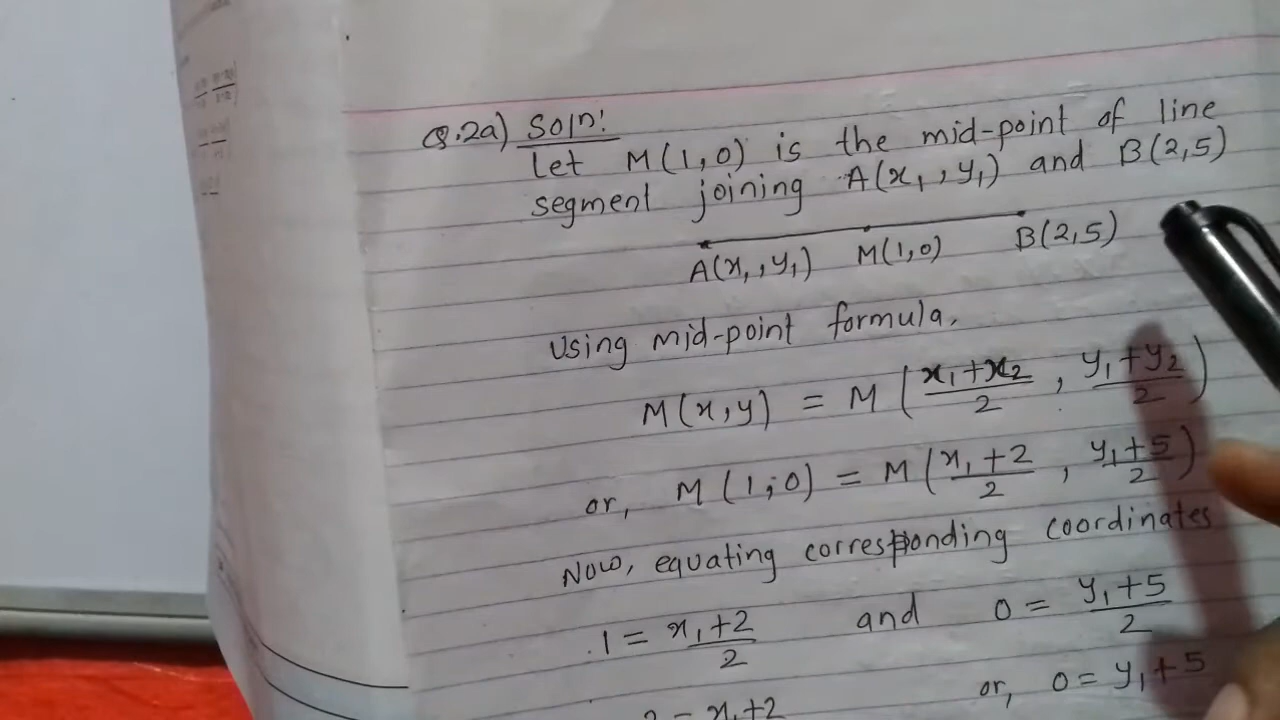 Q.2a) Soln:
Let M(1,0) is the mid-point of line
segment joining A(x₁, y₁) and B(2,5)
A(x₁, y₁) M(1,0) B(2,5)
Using mid-point formula,
M(x,y) = M((x₁+x₂)/2, (y₁+y₂)/2)
or, M(1,0) = M((x₁+2)/2, (y₁+5)/2)
Now, equating corresponding coordinates
1 = (x₁+2)/2 and 0 = (y₁+5)/2
2 = x₁+2 or, 0 = y₁+5